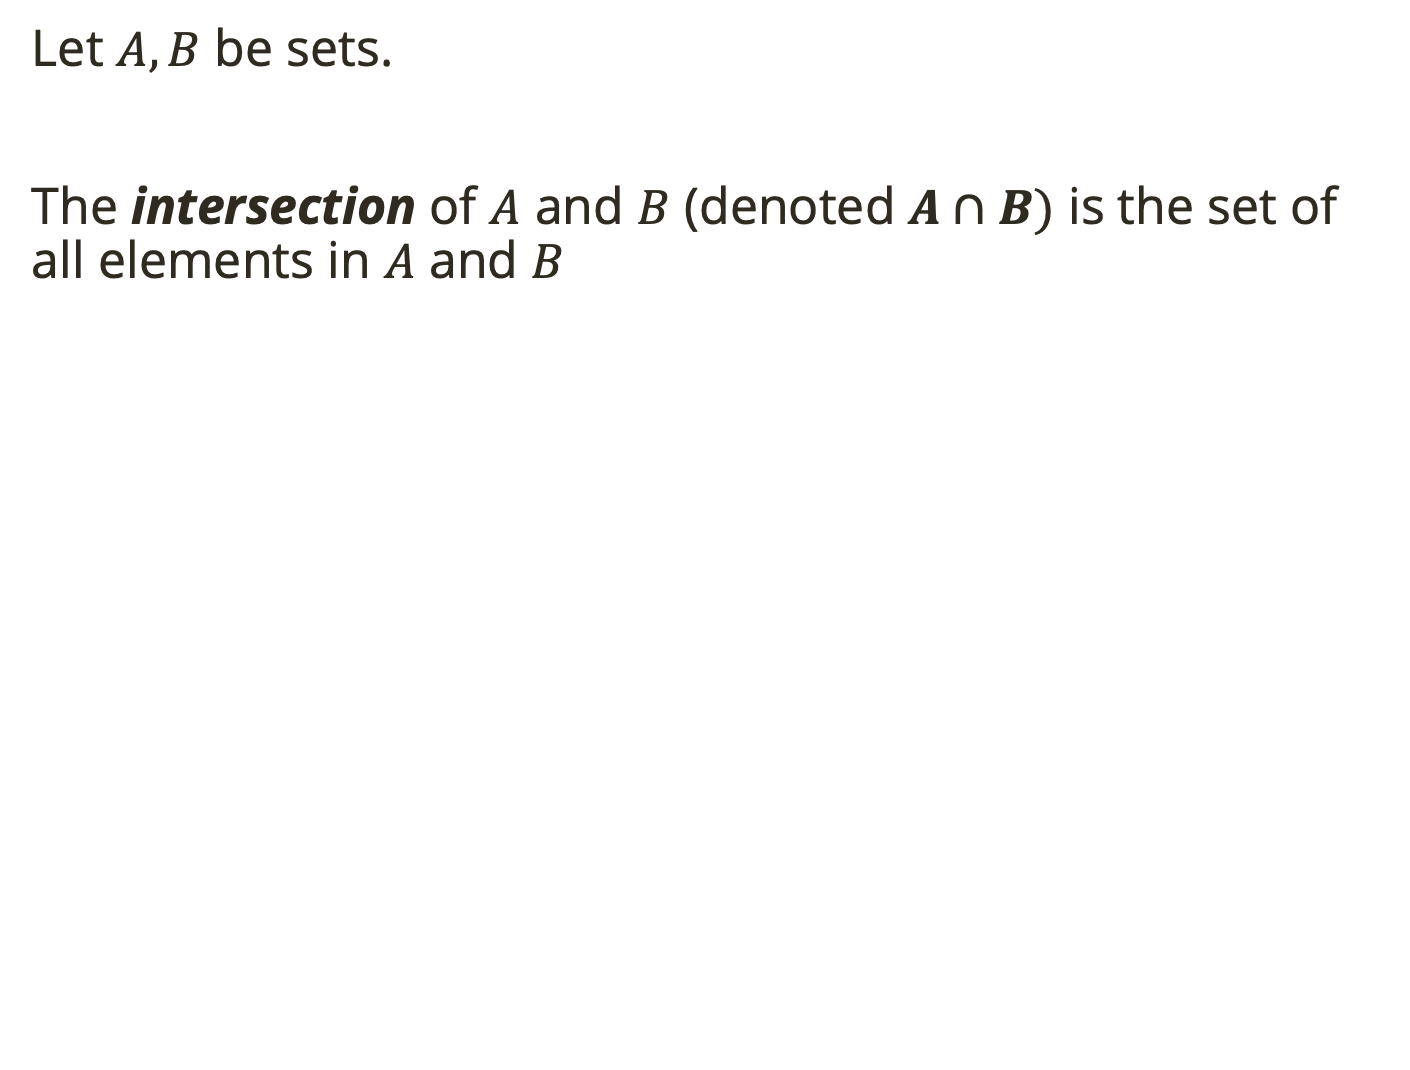 Let A, B be sets.
The intersection of A and B (denoted A ∩ B) is the set of
all elements in A and B